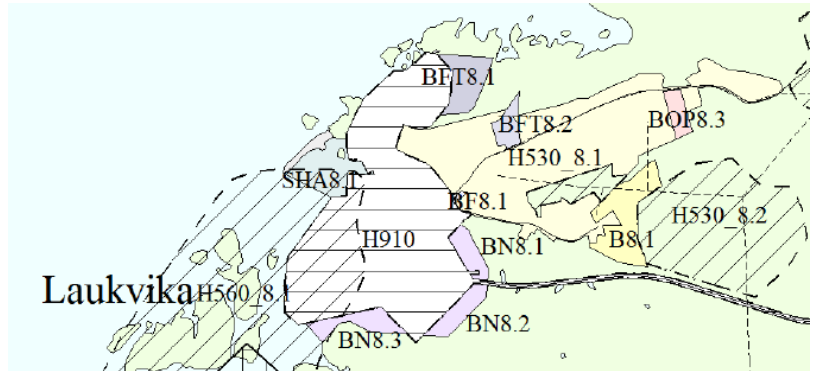 BFT8.1
BFT8.2
BOP8.3
H530_8.1
SHA8.1
BF8.1
H530_8.2
H910
BN8.1
B8.1
Laukvika
H560_8.1
BN8.2
BN8.3